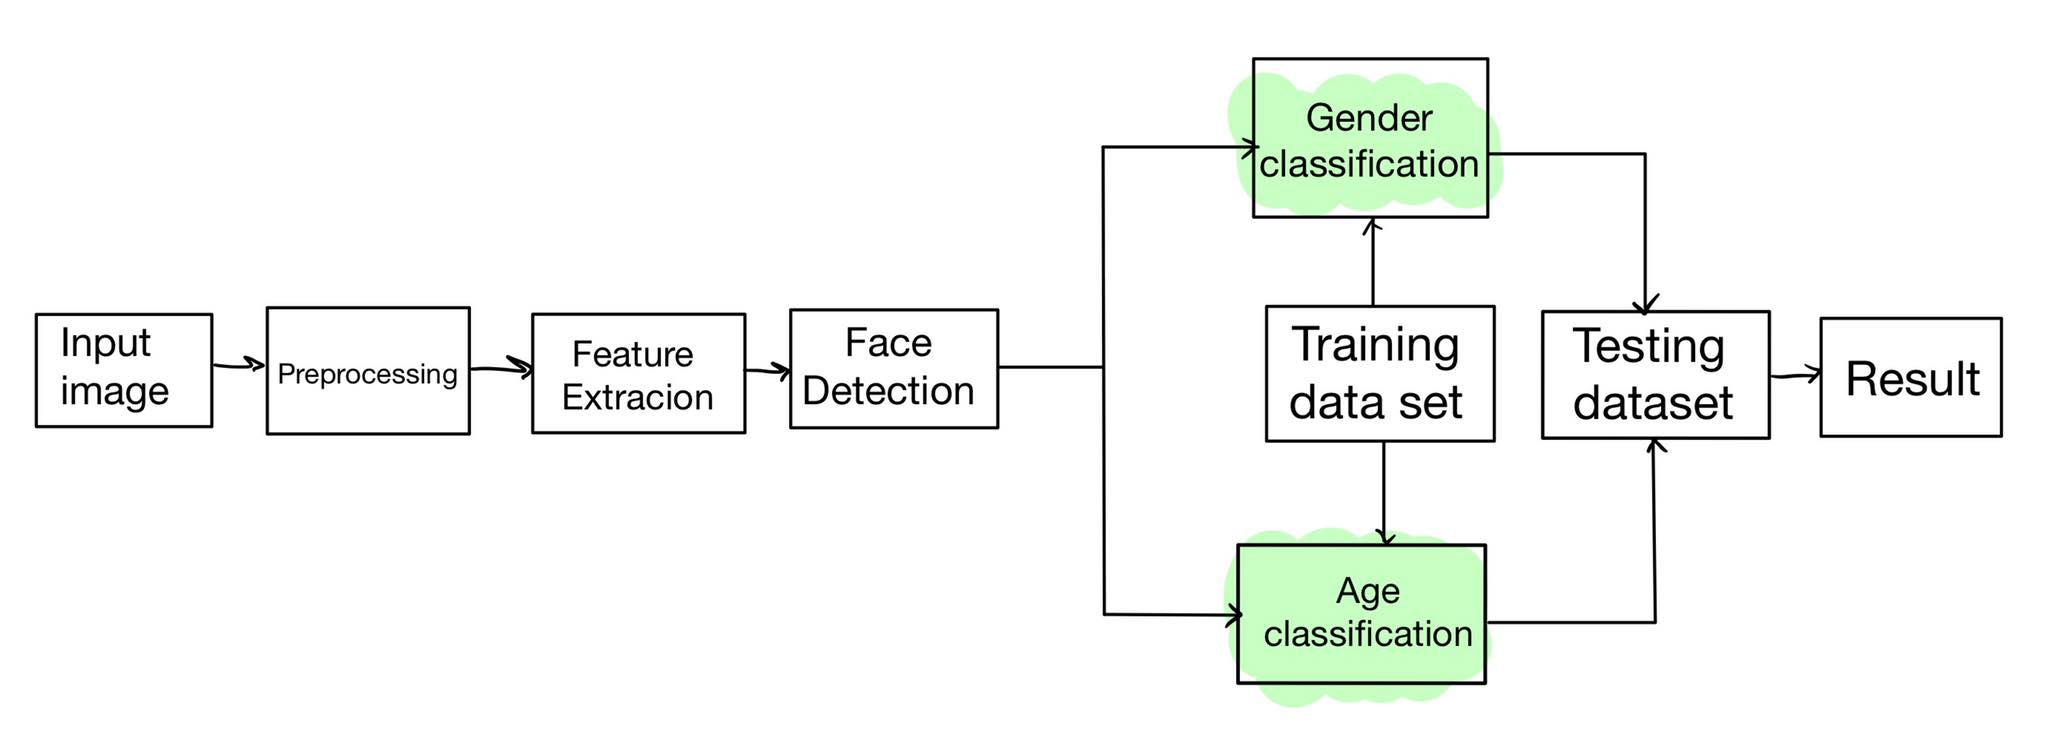 Input
image
Preprocessing
Feature
Extracion
Face
Detection
Gender
classification
Training
data set
Age
classification
Testing
dataset
Result